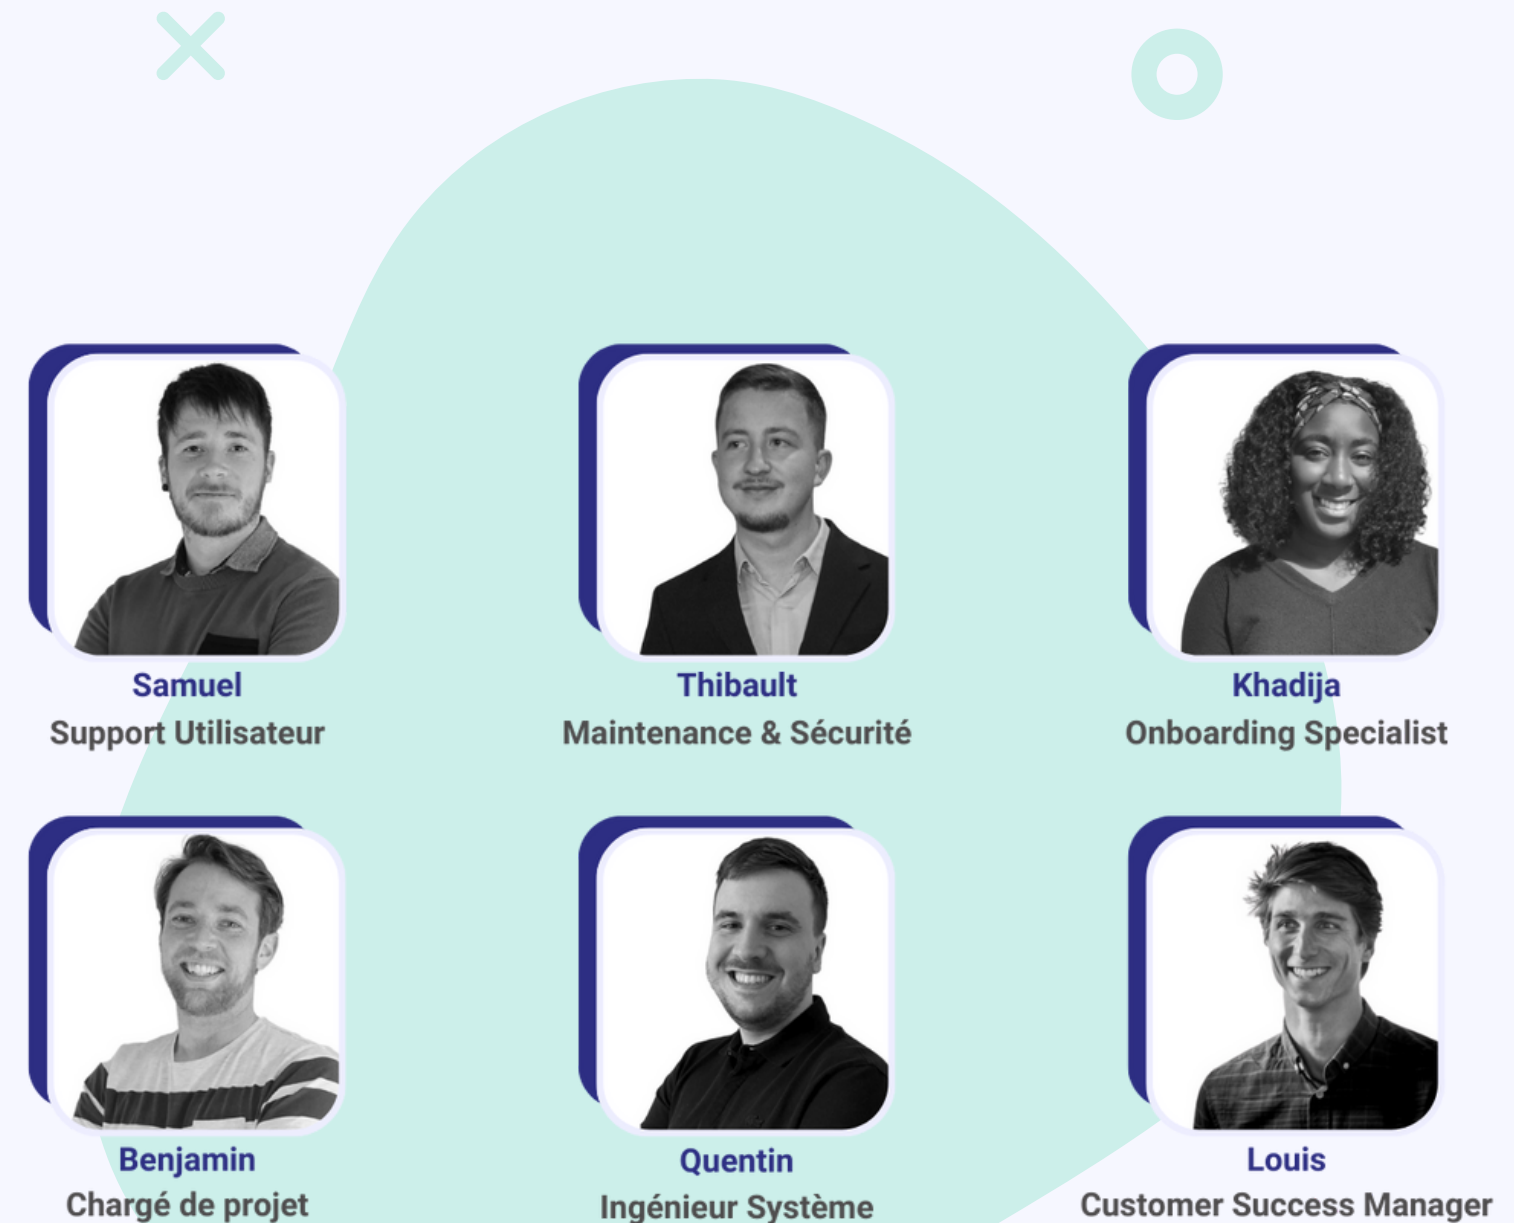 Samuel
Support Utilisateur
Thibault
Maintenance & Sécurité
Khadija
Onboarding Specialist
Benjamin
Chargé de projet
Quentin
Ingénieur Système
Louis
Customer Success Manager